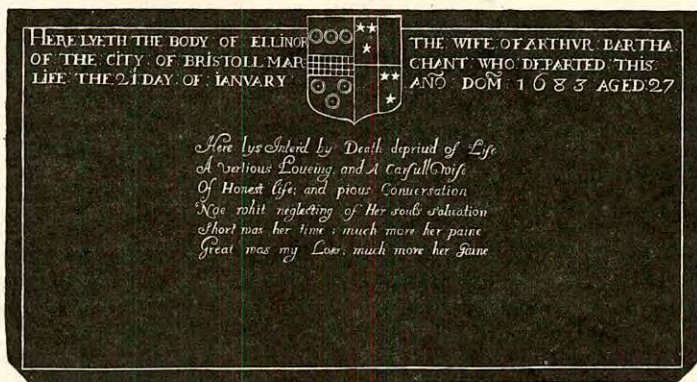 HERE LYETH THE BODY OF ELLINOR THE WIFE OF ARTHVR BARTHA
OF THE CITY OF BRISTOLL MAR CHANT WHO DEPARTED THIS
LIFE THE 21 DAY OF IANVARY AÑO DOM̃ 1683 AGED 27
Here lys Interd by Death depriud of Life
A vertious Loueing, and A Carfull Wife
Of Honest life; and pious Conuersation
Noe whit neglecting of Her souls saluation
Short was her time ; much more her paine
Great was my Loss; much more her Gaine